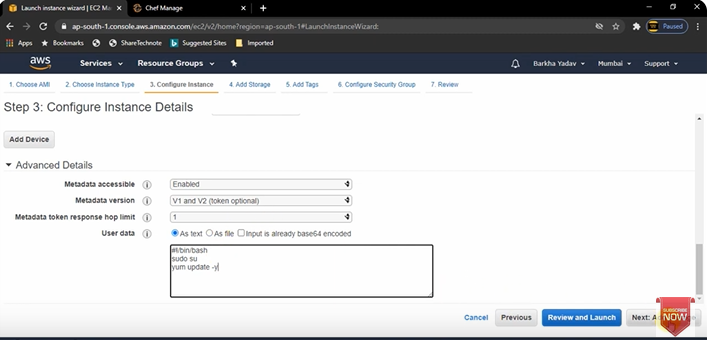 Launch instance wizard | EC2 Ma
Chef Manage
ap-south-1.console.aws.amazon.com/ec2/v2/home?region=ap-south-1#LaunchInstanceWizard:
Paused
Apps
Bookmarks
ShareTechnote
Suggested Sites
Imported
aws
Services
Resource Groups
Barkha Yadav
Mumbai
Support
1. Choose AMI
2. Choose Instance Type
3. Configure Instance
4. Add Storage
5. Add Tags
6. Configure Security Group
7. Review
Step 3: Configure Instance Details
Add Device
Advanced Details
Metadata accessible
Enabled
Metadata version
V1 and V2 (token optional)
Metadata token response hop limit
1
User data
As text
As file
Input is already base64 encoded
#!/bin/bash
sudo su
yum update -y
Cancel
Previous
Review and Launch
Next: A
SUBSCRIBE
NOW